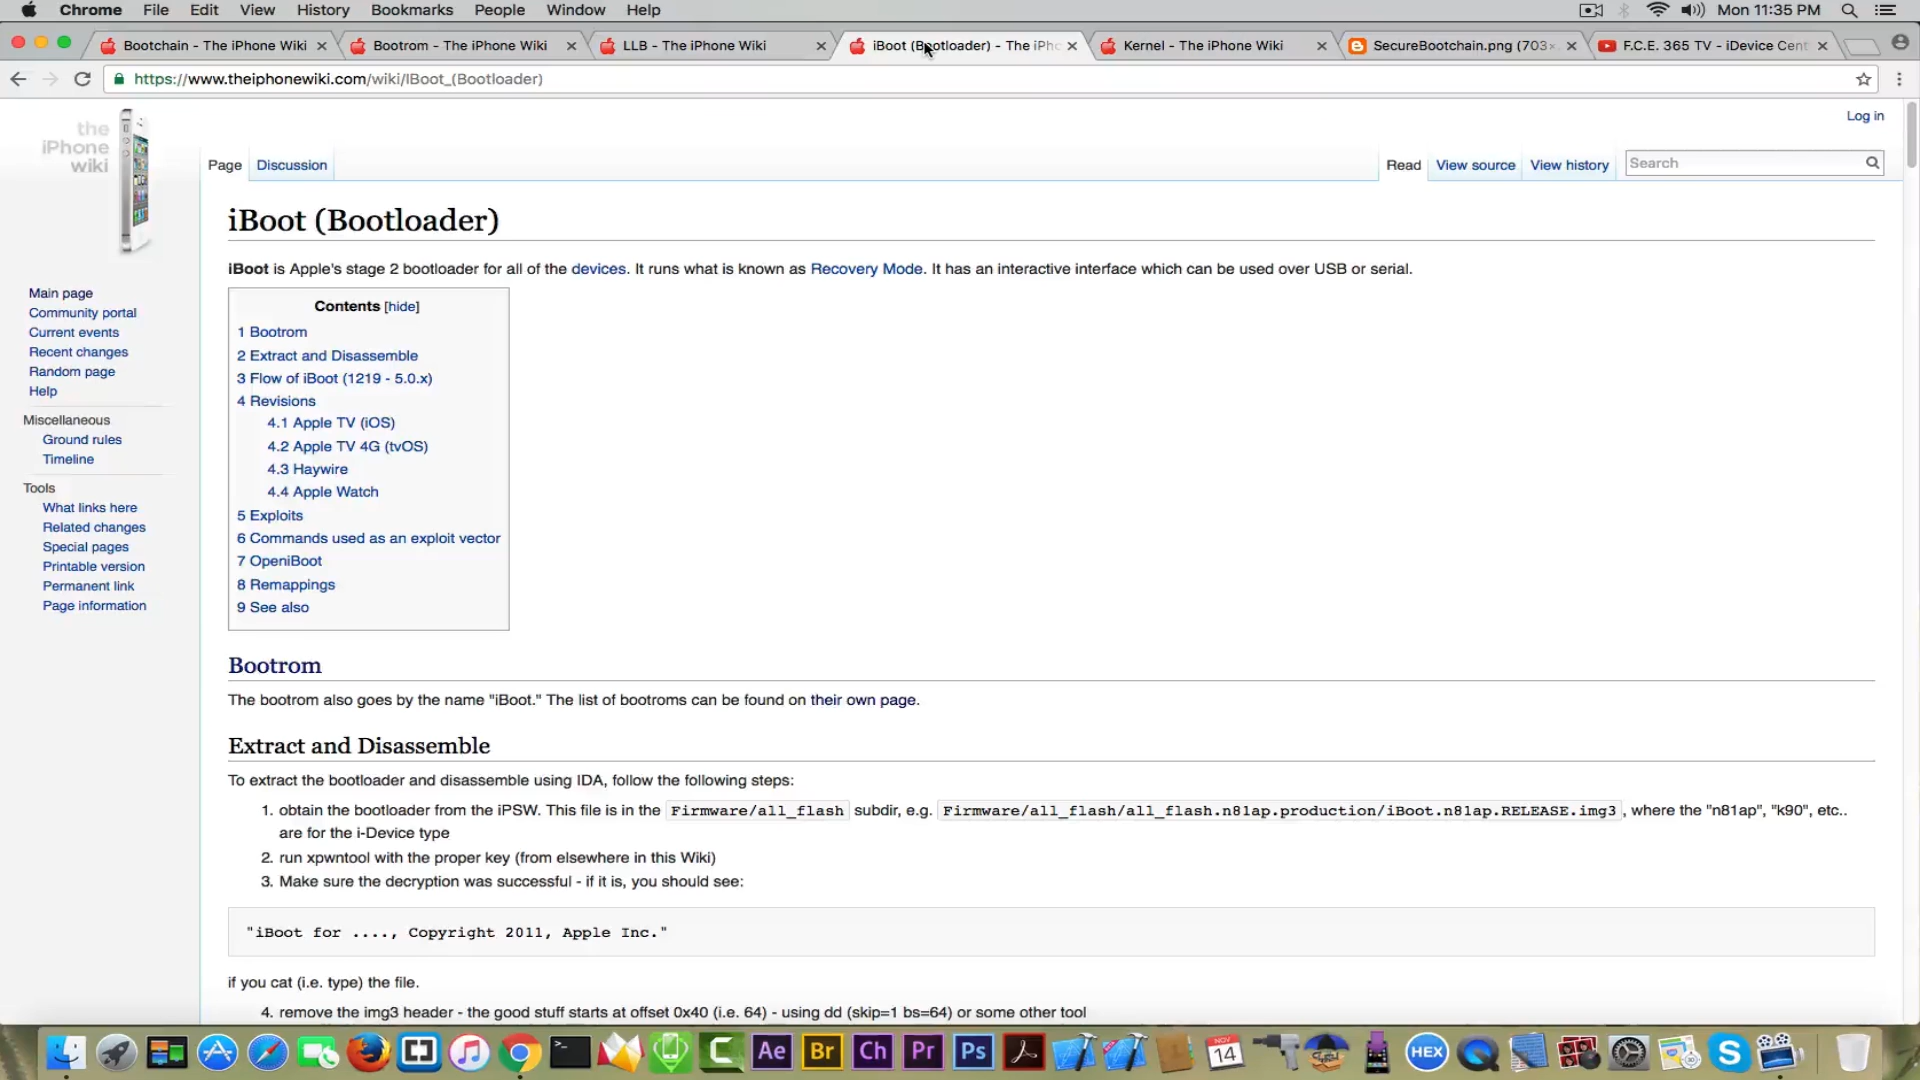 Chrome File Edit View History Bookmarks People Window Help Mon 11:35 PM
Bootchain - The iPhone Wiki Bootrom - The iPhone Wiki LLB - The iPhone Wiki iBoot (Bootloader) - The iPho Kernel - The iPhone Wiki SecureBootchain.png (703× F.C.E. 365 TV - iDevice Cent
https://www.theiphonewiki.com/wiki/IBoot_(Bootloader)
Log in
the
iPhone
wiki
Page Discussion Read View source View history Search
iBoot (Bootloader)
iBoot is Apple's stage 2 bootloader for all of the devices. It runs what is known as Recovery Mode. It has an interactive interface which can be used over USB or serial.
Contents [hide]
1 Bootrom
2 Extract and Disassemble
3 Flow of iBoot (1219 - 5.0.x)
4 Revisions
4.1 Apple TV (iOS)
4.2 Apple TV 4G (tvOS)
4.3 Haywire
4.4 Apple Watch
5 Exploits
6 Commands used as an exploit vector
7 OpeniBoot
8 Remappings
9 See also
Main page
Community portal
Current events
Recent changes
Random page
Help
Miscellaneous
Ground rules
Timeline
Tools
What links here
Related changes
Special pages
Printable version
Permanent link
Page information
Bootrom
The bootrom also goes by the name "iBoot." The list of bootroms can be found on their own page.
Extract and Disassemble
To extract the bootloader and disassemble using IDA, follow the following steps:
1. obtain the bootloader from the iPSW. This file is in the Firmware/all_flash subdir, e.g. Firmware/all_flash/all_flash.n81ap.production/iBoot.n81ap.RELEASE.img3, where the "n81ap", "k90", etc..
are for the i-Device type
2. run xpwntool with the proper key (from elsewhere in this Wiki)
3. Make sure the decryption was successful - if it is, you should see:
"iBoot for ...., Copyright 2011, Apple Inc."
if you cat (i.e. type) the file.
4. remove the img3 header - the good stuff starts at offset 0x40 (i.e. 64) - using dd (skip=1 bs=64) or some other tool
C Ae Br Ch Pr Ps NOV 14 HEX S